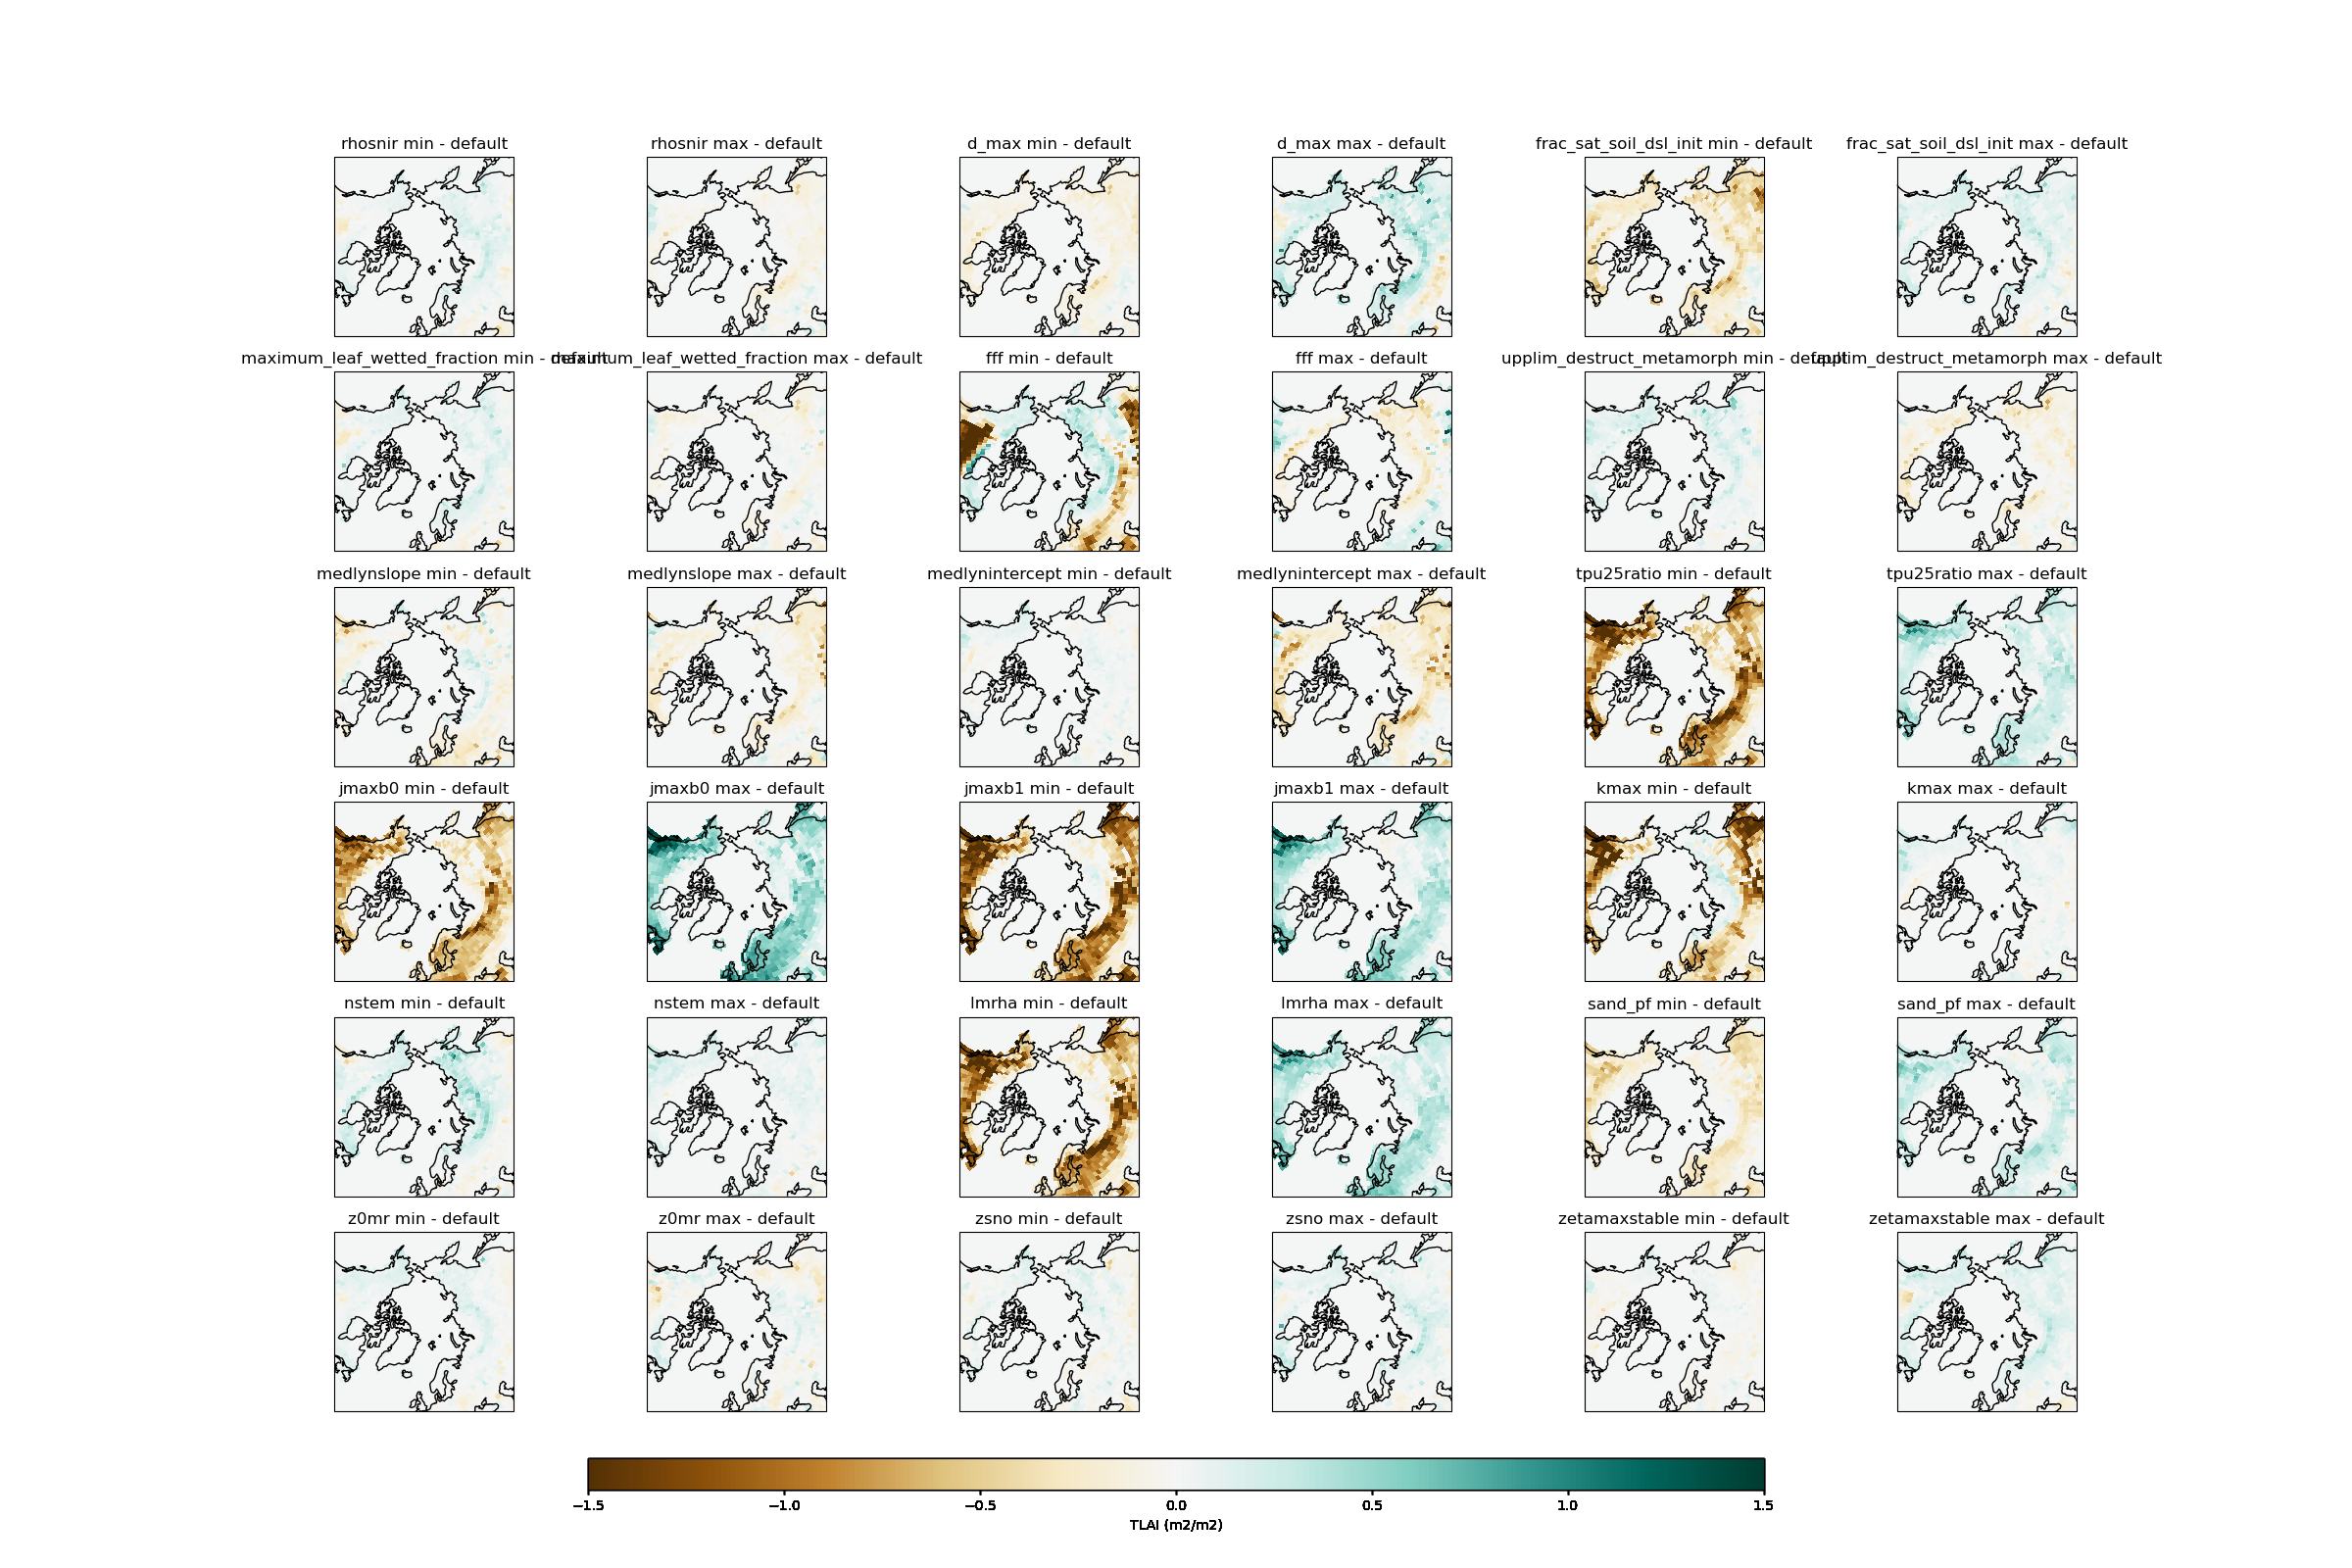 rhosnir min - default
rhosnir max - default
d_max min - default
d_max max - default
frac_sat_soil_dsl_init min - default
frac_sat_soil_dsl_init max - default
maximum_leaf_wetted_fraction min - default
maximum_leaf_wetted_fraction max - default
fff min - default
fff max - default
upplim_destruct_metamorph min - default
upplim_destruct_metamorph max - default
medlynslope min - default
medlynslope max - default
medlynintercept min - default
medlynintercept max - default
tpu25ratio min - default
tpu25ratio max - default
jmaxb0 min - default
jmaxb0 max - default
jmaxb1 min - default
jmaxb1 max - default
kmax min - default
kmax max - default
nstem min - default
nstem max - default
lmrha min - default
lmrha max - default
sand_pf min - default
sand_pf max - default
z0mr min - default
z0mr max - default
zsno min - default
zsno max - default
zetamaxstable min - default
zetamaxstable max - default
−1.5 −1.0 −0.5 0.0 0.5 1.0 1.5
TLAI (m2/m2)